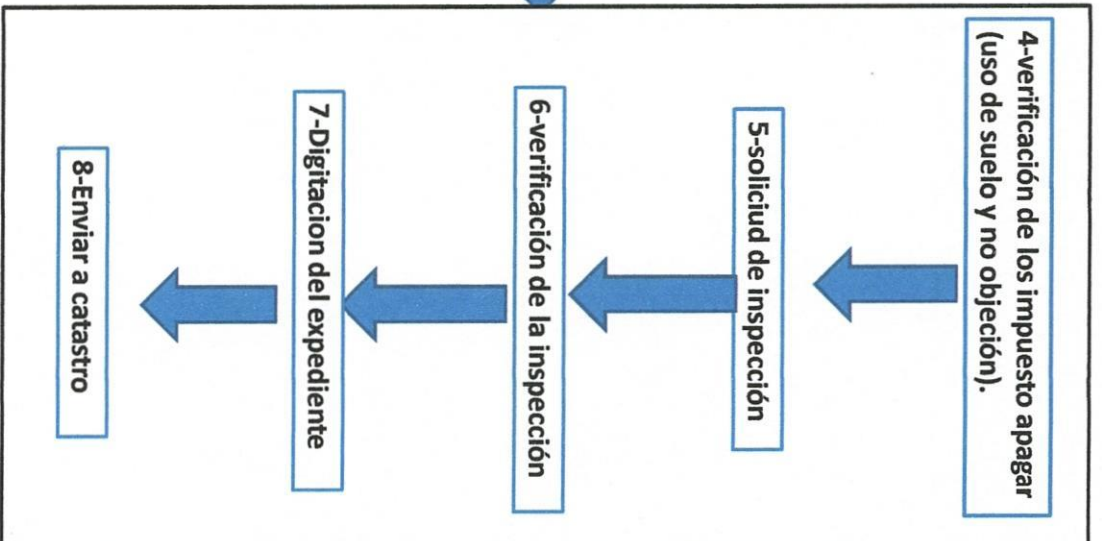 4-verificación de los impuesto apagar
(uso de suelo y no objeción).
5-soliciud de inspección
6-verificación de la inspección
7-Digitacion del expediente
8-Enviar a catastro